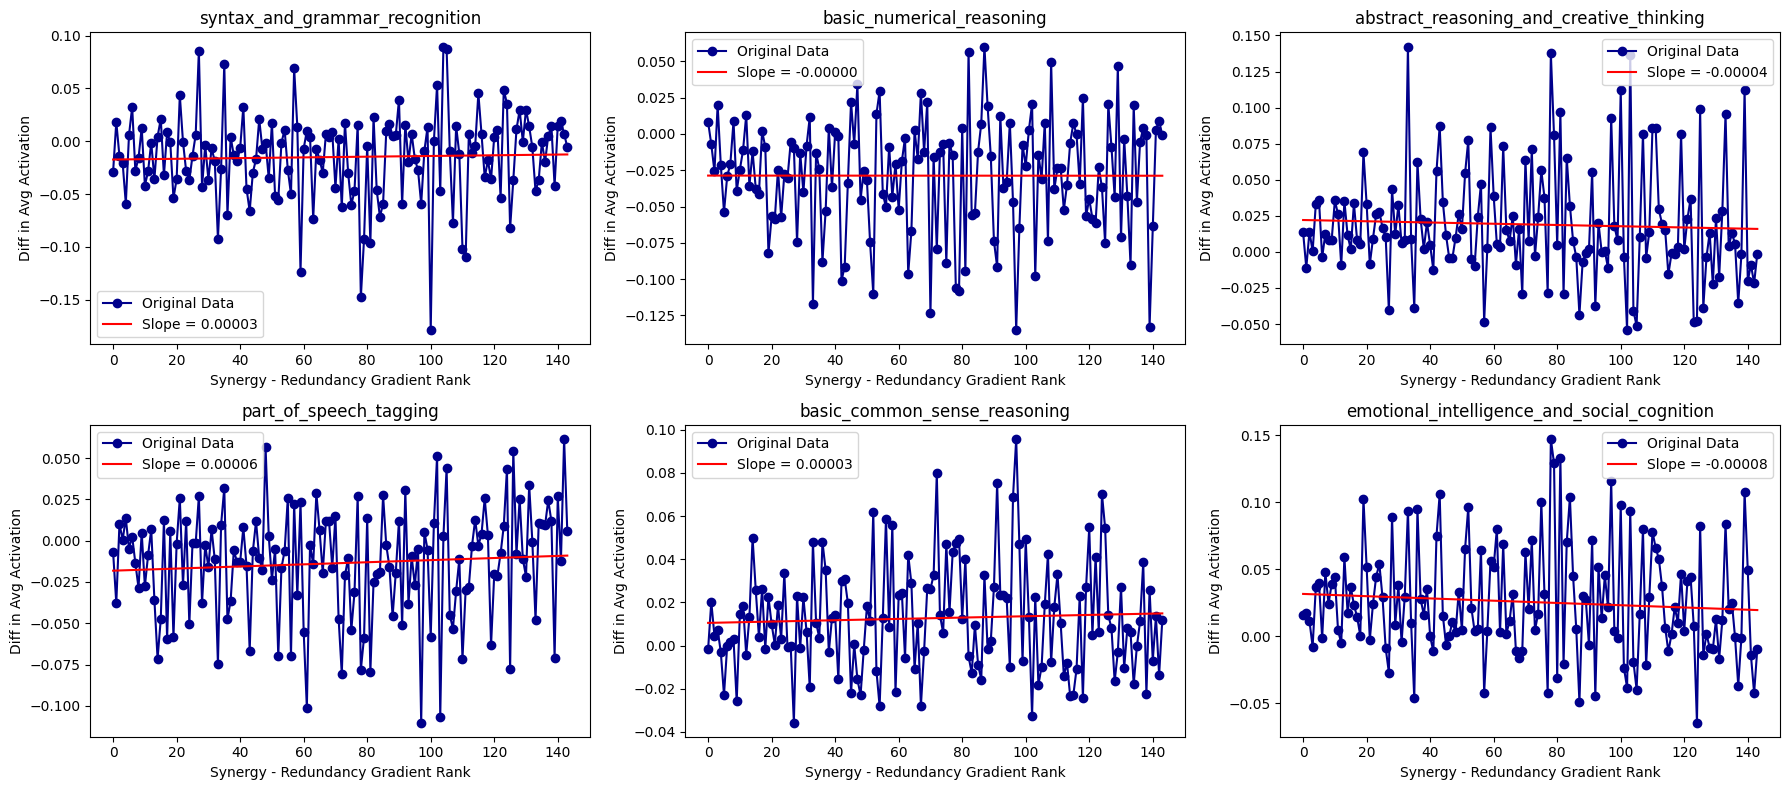 syntax_and_grammar_recognition
Diff in Avg Activation
0.10
0.05
0.00
−0.05
−0.10
−0.15
Original Data
Slope = 0.00003
0 20 40 60 80 100 120 140
Synergy - Redundancy Gradient Rank
basic_numerical_reasoning
Diff in Avg Activation
Original Data
Slope = -0.00000
0.050
0.025
0.000
−0.025
−0.050
−0.075
−0.100
−0.125
0 20 40 60 80 100 120 140
Synergy - Redundancy Gradient Rank
abstract_reasoning_and_creative_thinking
Diff in Avg Activation
Original Data
Slope = -0.00004
0.150
0.125
0.100
0.075
0.050
0.025
0.000
−0.025
−0.050
0 20 40 60 80 100 120 140
Synergy - Redundancy Gradient Rank
part_of_speech_tagging
Diff in Avg Activation
Original Data
Slope = 0.00006
0.050
0.025
0.000
−0.025
−0.050
−0.075
−0.100
0 20 40 60 80 100 120 140
Synergy - Redundancy Gradient Rank
basic_common_sense_reasoning
Diff in Avg Activation
Original Data
Slope = 0.00003
0.10
0.08
0.06
0.04
0.02
0.00
−0.02
−0.04
0 20 40 60 80 100 120 140
Synergy - Redundancy Gradient Rank
emotional_intelligence_and_social_cognition
Diff in Avg Activation
Original Data
Slope = -0.00008
0.15
0.10
0.05
0.00
−0.05
0 20 40 60 80 100 120 140
Synergy - Redundancy Gradient Rank